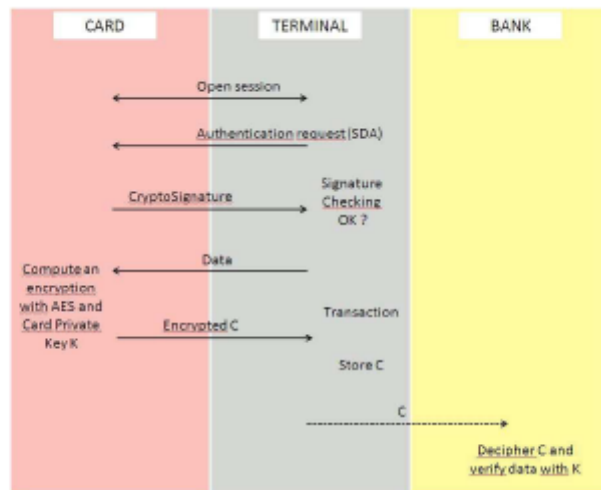 CARD
TERMINAL
BANK
Open session
Authentication request (SDA)
CryptoSignature
Signature
Checking
OK ?
Data
Compute an
encryption
with AES and
Card Private
Key K
Transaction
Encrypted C
Store C
C
Decipher C and
verify data with K